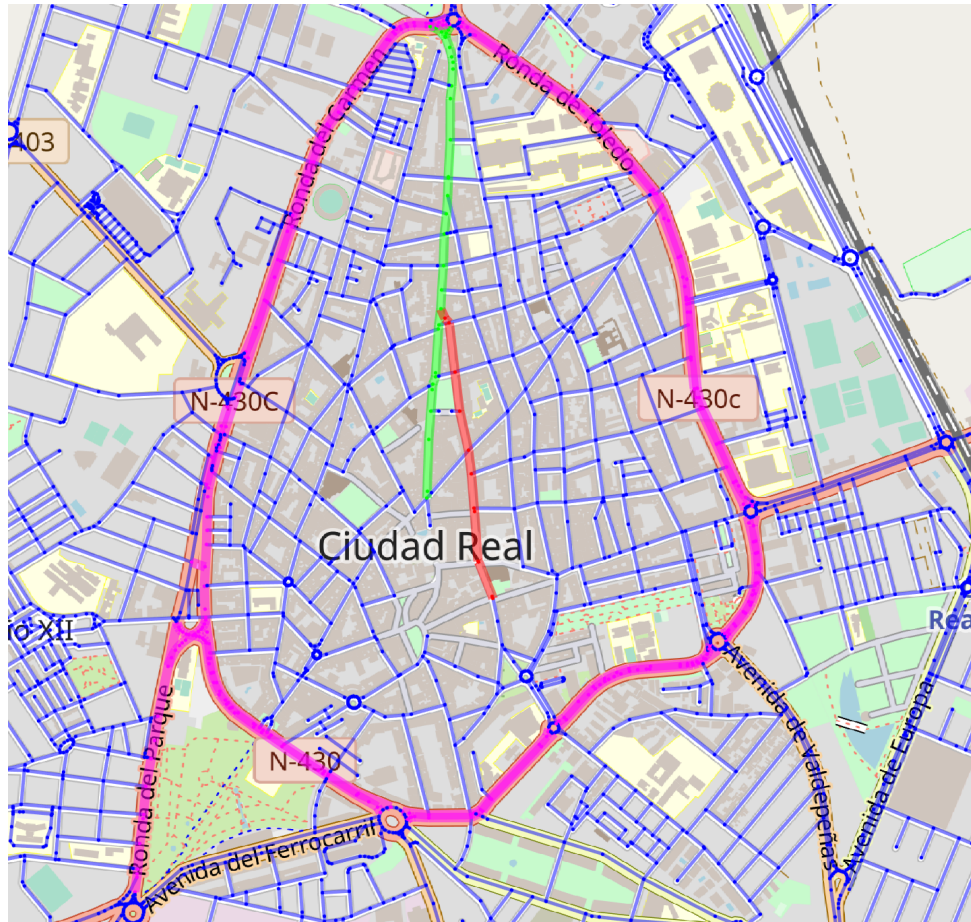 Ronda del Carmen
Ronda de Toledo
403
N-430C
N-430c
Ciudad Real
ro XII
Rea
Ronda del Parque
N-430
Avenida de Valdepeñas
Avenida de Europa
Avenida del Ferrocarril